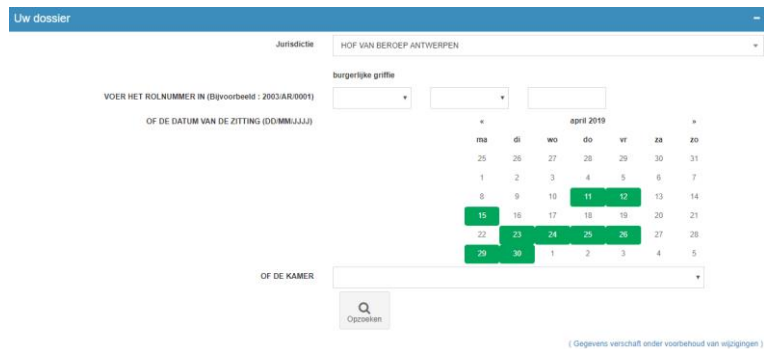 Uw dossier
Jurisdictie
HOF VAN BEROEP ANTWERPEN
burgerlijke griffie
VOER HET ROLNUMMER IN (Bijvoorbeeld : 2003/AR/0001)
OF DE DATUM VAN DE ZITTING (DD/MM/JJJJ)
« april 2019 »
ma di wo do vr za zo
25 26 27 28 29 30 31
1 2 3 4 5 6 7
8 9 10 11 12 13 14
15 16 17 18 19 20 21
22 23 24 25 26 27 28
29 30 1 2 3 4 5
OF DE KAMER
Opzoeken
( Gegevens verschaft onder voorbehoud van wijzigingen )